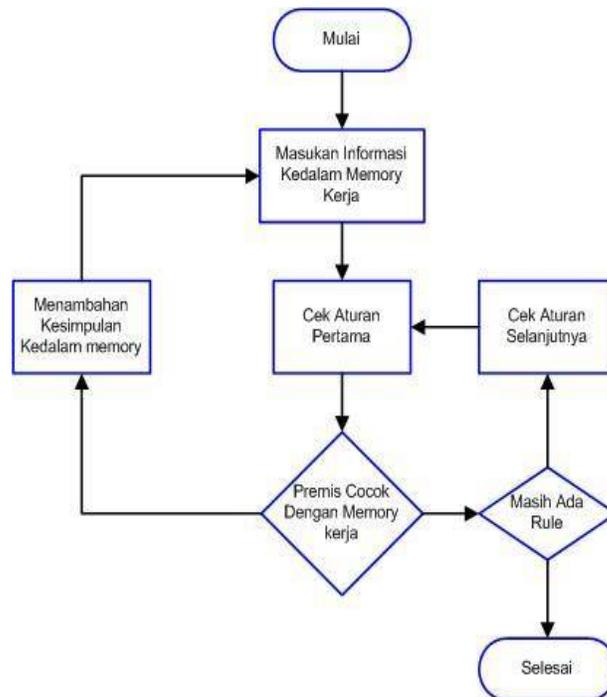 Mulai
Masukan Informasi
Kedalam Memory
Kerja
Menambahan
Kesimpulan
Kedalam memory
Cek Aturan
Pertama
Cek Aturan
Selanjutnya
Premis Cocok
Dengan Memory
kerja
Masih Ada
Rule
Selesai